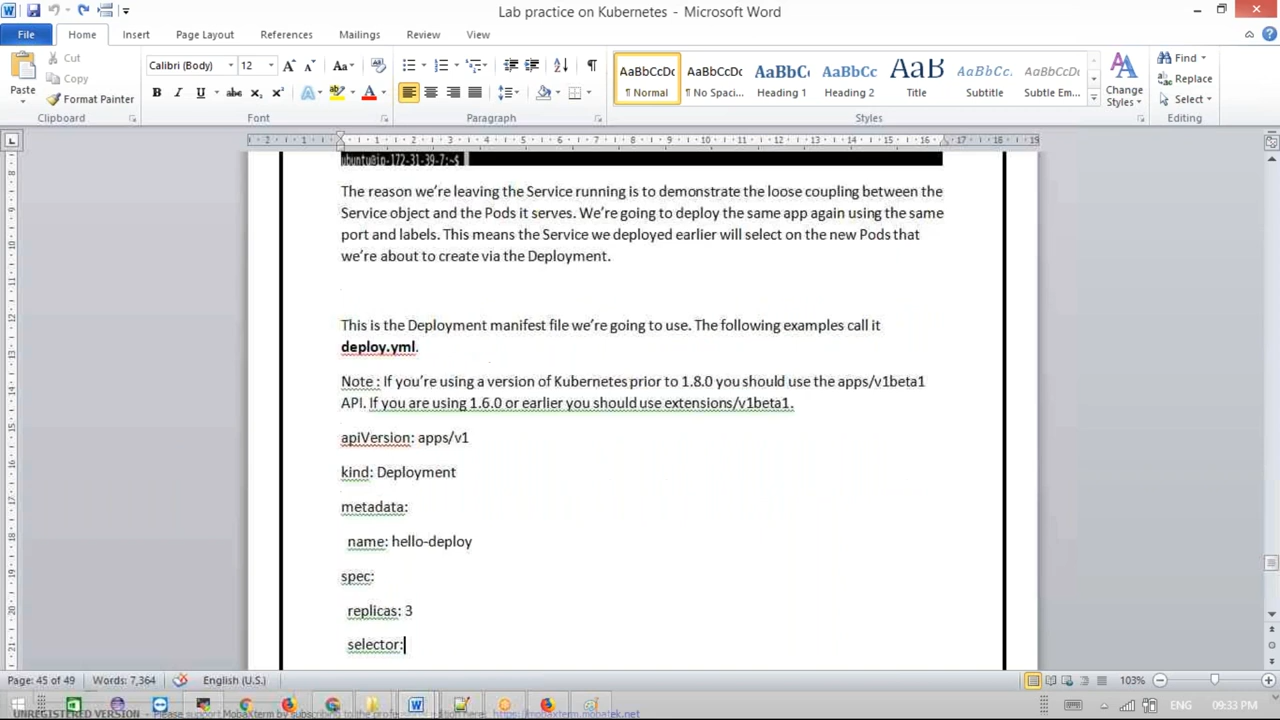 Lab practice on Kubernetes - Microsoft Word
File Home Insert Page Layout References Mailings Review View
Cut
Copy
Format Painter
Paste
Clipboard
Calibri (Body) 12
Font
Paragraph
AaBbCcDc AaBbCcDc AaBbC AaBbCc AaB AaBbCcL AaBbCcDc
¶ Normal ¶ No Spaci... Heading 1 Heading 2 Title Subtitle Subtle Em...
Styles
Change Styles
Find
Replace
Select
Editing
ubuntu@ip-172-31-39-7:~$
The reason we're leaving the Service running is to demonstrate the loose coupling between the
Service object and the Pods it serves. We're going to deploy the same app again using the same
port and labels. This means the Service we deployed earlier will select on the new Pods that
we're about to create via the Deployment.
This is the Deployment manifest file we're going to use. The following examples call it
deploy.yml.
Note : If you're using a version of Kubernetes prior to 1.8.0 you should use the apps/v1beta1
API. If you are using 1.6.0 or earlier you should use extensions/v1beta1.
apiVersion: apps/v1
kind: Deployment
metadata:
name: hello-deploy
spec:
replicas: 3
selector:
Page: 45 of 49 Words: 7,364 English (U.S.) 103%
ENG 09:33 PM
UNREGISTERED VERSION - Please support MobaXterm by subscribing to the professional edition here: https://mobaxterm.mobatek.net